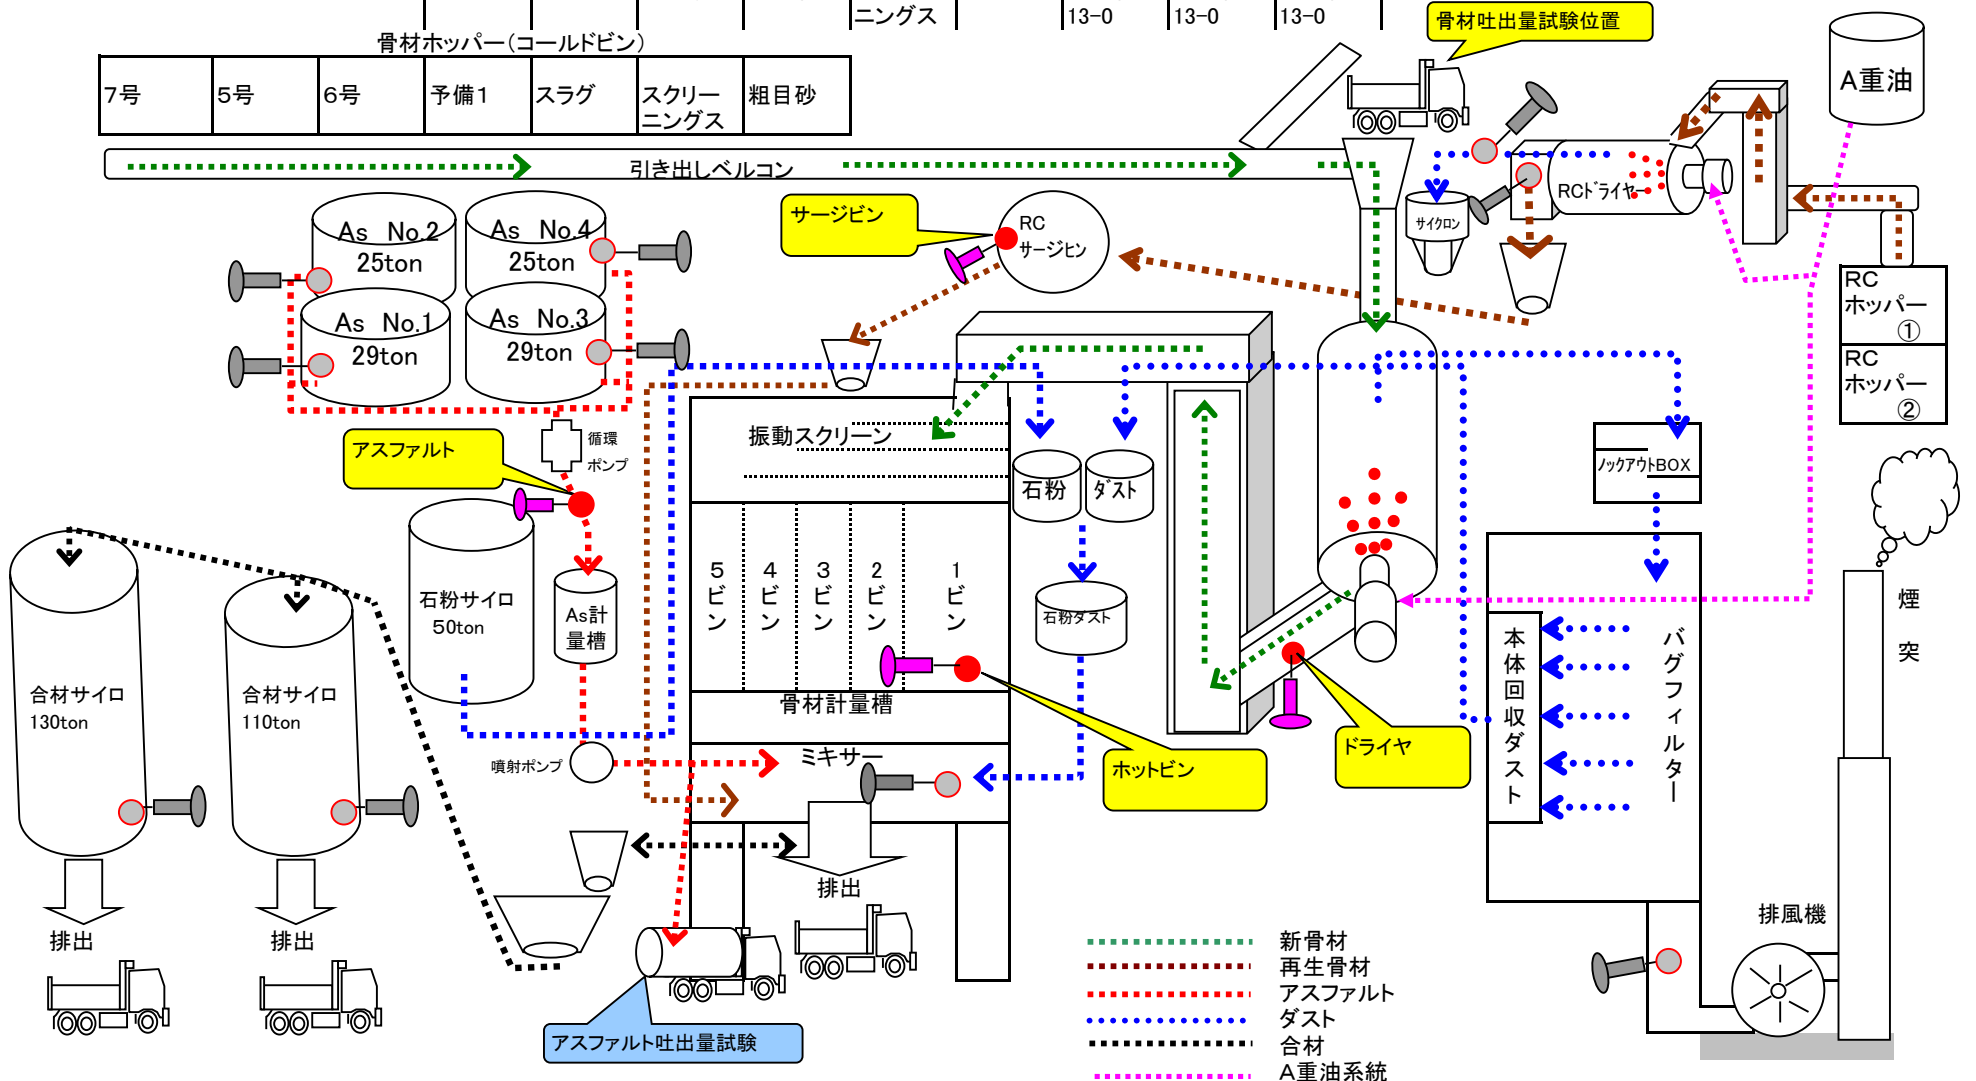 ニングス
13-0
13-0
13-0
骨材吐出量試験位置
骨材ホッパー（コールドビン）
7号
5号
6号
予備1
スラグ
スクリー
ニングス
粗目砂
A重油
引き出しベルコン
RCドライヤー
サイクロン
サージビン
RC
サージビン
As No.2
25ton
As No.4
25ton
As No.1
29ton
As No.3
29ton
RC
ホッパー
①
RC
ホッパー
②
循環
ポンプ
アスファルト
振動スクリーン
石粉
ダスト
ノックアウトBOX
石粉サイロ
50ton
As計
量槽
5ビン
4ビン
3ビン
2ビン
1ビン
石粉ダスト
煙突
本体回収ダスト
バグフィルター
合材サイロ
130ton
合材サイロ
110ton
骨材計量槽
噴射ポンプ
ミキサー
ホットビン
ドライヤ
排出
排出
排出
排風機
アスファルト吐出量試験
新骨材
再生骨材
アスファルト
ダスト
合材
A重油系統